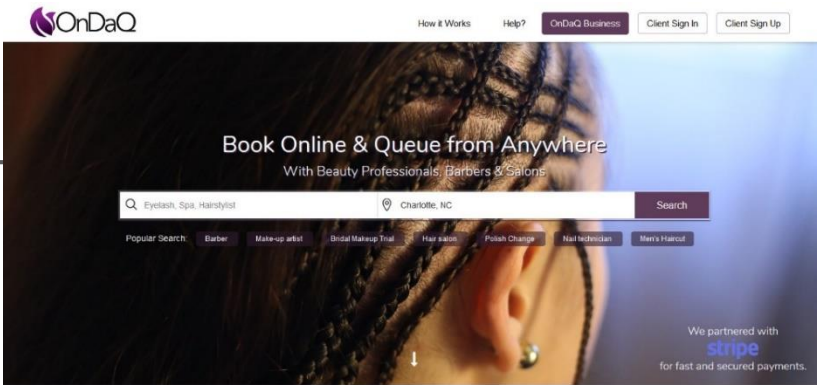 OnDaQ
How it Works
Help?
OnDaQ Business
Client Sign In
Client Sign Up
Book Online & Queue from Anywhere
With Beauty Professionals, Barbers & Salons
Eyelash, Spa, Hairstylist
Charlotte, NC
Search
Popular Search:
Barber
Make-up artist
Bridal Makeup Trial
Hair salon
Polish Change
Nail technician
Men's Haircut
We partnered with
stripe
for fast and secured payments.